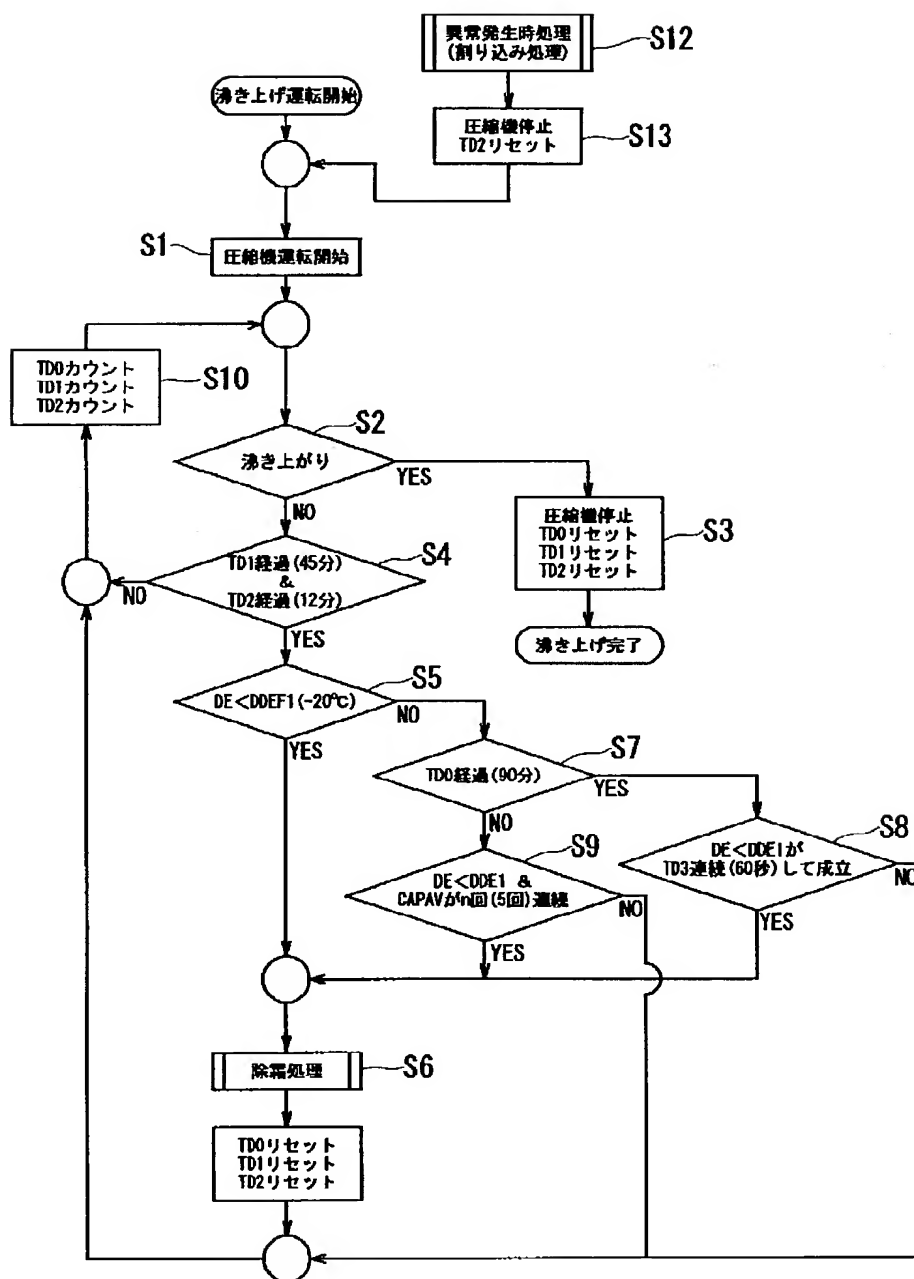 異常発生時処理
(割り込み処理)
S12
沸き上げ運転開始
圧縮機停止
TD2リセット
S13
S1
圧縮機運転開始
TD0カウント
TD1カウント
TD2カウント
S10
S2
沸き上がり
YES
NO
圧縮機停止
TD0リセット
TD1リセット
TD2リセット
S3
S4
TD1経過(45分)
&
TD2経過(12分)
NO
YES
沸き上げ完了
S5
DE<DDEF1(-20℃)
NO
YES
S7
TD0経過(90分)
YES
NO
S8
DE<DDE1が
TD3連続(60秒)して成立
NO
YES
S9
DE<DDE1 &
CAPAVがn回(5回)連続
NO
YES
除霜処理
S6
TD0リセット
TD1リセット
TD2リセット